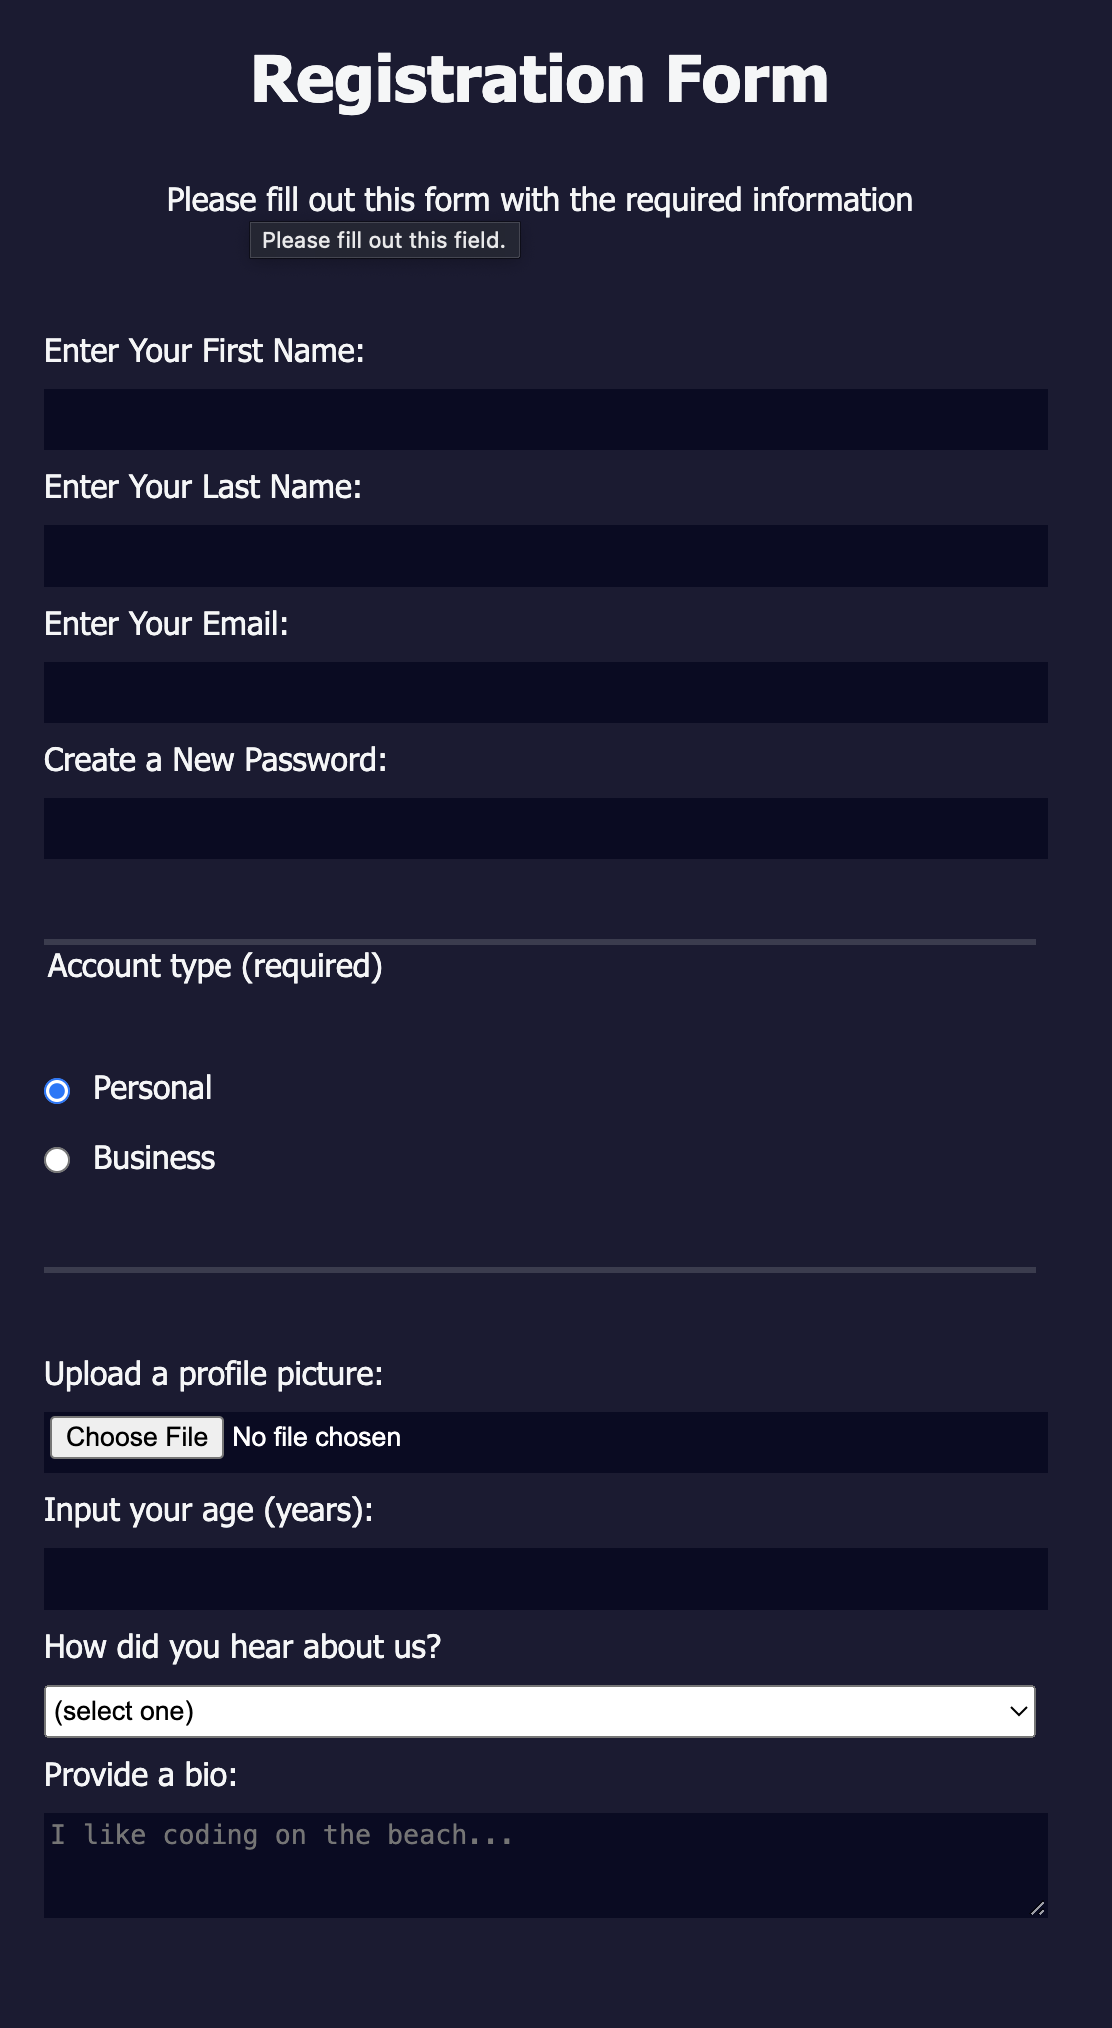 Registration Form
Please fill out this form with the required information
Please fill out this field.
Enter Your First Name:
Enter Your Last Name:
Enter Your Email:
Create a New Password:
Account type (required)
Personal
Business
Upload a profile picture:
Choose File No file chosen
Input your age (years):
How did you hear about us?
(select one)
Provide a bio:
I like coding on the beach...